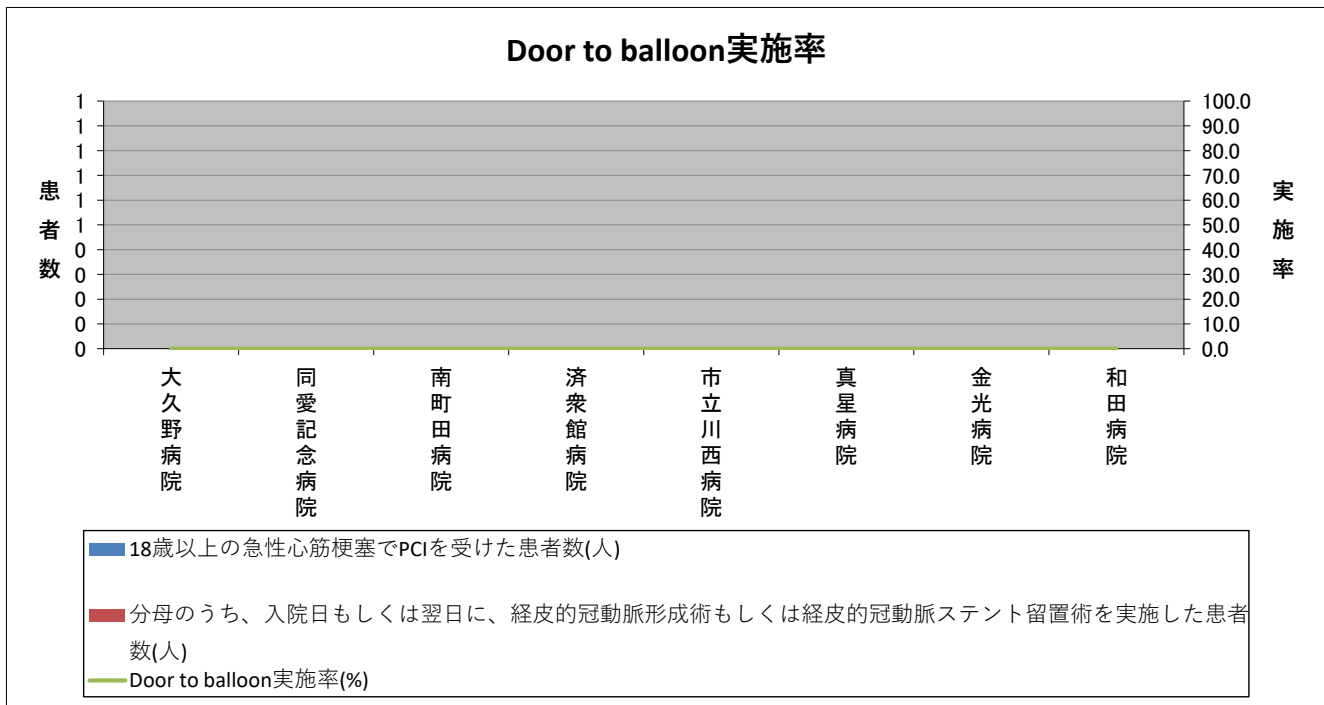 Door to balloon実施率
患者数
1
1
1
1
1
1
0
0
0
0
0
100.0
90.0
80.0
70.0
60.0
50.0
40.0
30.0
20.0
10.0
0.0
実施率
大久野病院
同愛記念病院
南町田病院
済衆館病院
市立川西病院
真星病院
金光病院
和田病院
18歳以上の急性心筋梗塞でPCIを受けた患者数(人)
分母のうち、入院日もしくは翌日に、経皮的冠動脈形成術もしくは経皮的冠動脈ステント留置術を実施した患者
数(人)
Door to balloon実施率(%)